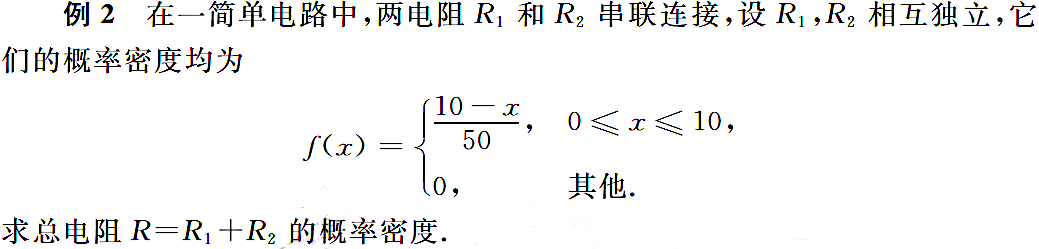 例 2 在一简单电路中,两电阻 R₁ 和 R₂ 串联连接,设 R₁,R₂ 相互独立,它
们的概率密度均为
f(x) = { (10 − x)/50, 0 ⩽ x ⩽ 10,
0, 其他.
求总电阻 R=R₁+R₂ 的概率密度.